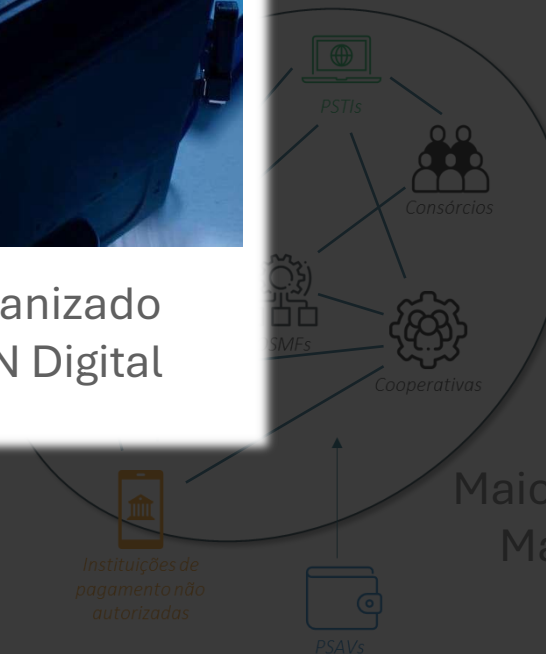 PSTIs
Consórcios
anizado
N Digital
SMFs
Cooperativas
Maio
Ma
Instituições de
pagamento não
autorizadas
PSAVs